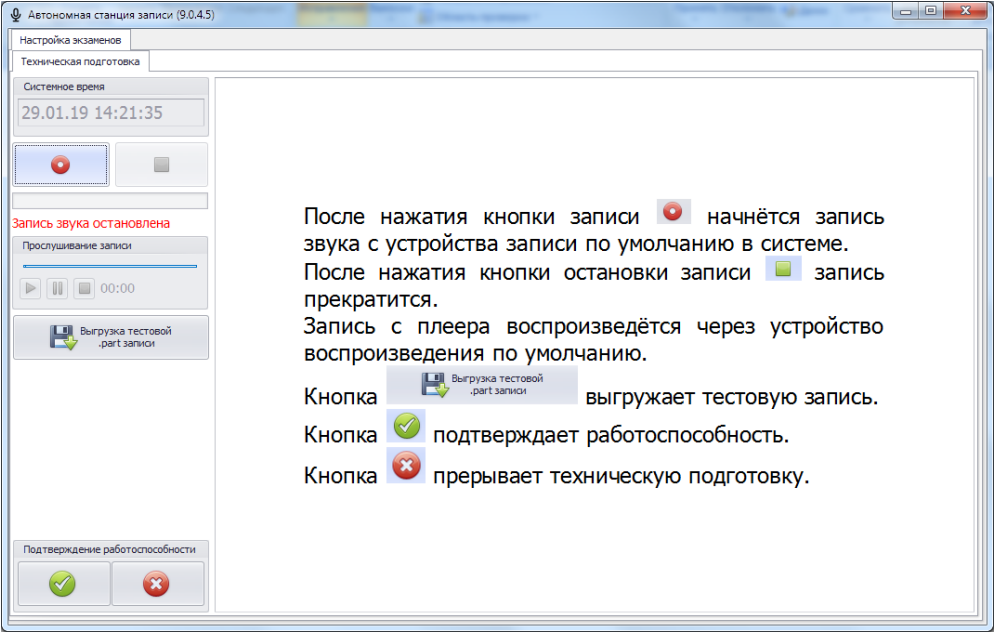 Автономная станция записи (9.0.4.5)
Настройка экзаменов
Техническая подготовка
Системное время
29.01.19 14:21:35
Запись звука остановлена
Прослушивание записи
00:00
Выгрузка тестовой
.part записи
Подтверждение работоспособности
После нажатия кнопки записи начнётся запись
звука с устройства записи по умолчанию в системе.
После нажатия кнопки остановки записи запись
прекратится.
Запись с плеера воспроизведётся через устройство
воспроизведения по умолчанию.
Кнопка Выгрузка тестовой .part записи выгружает тестовую запись.
Кнопка подтверждает работоспособность.
Кнопка прерывает техническую подготовку.